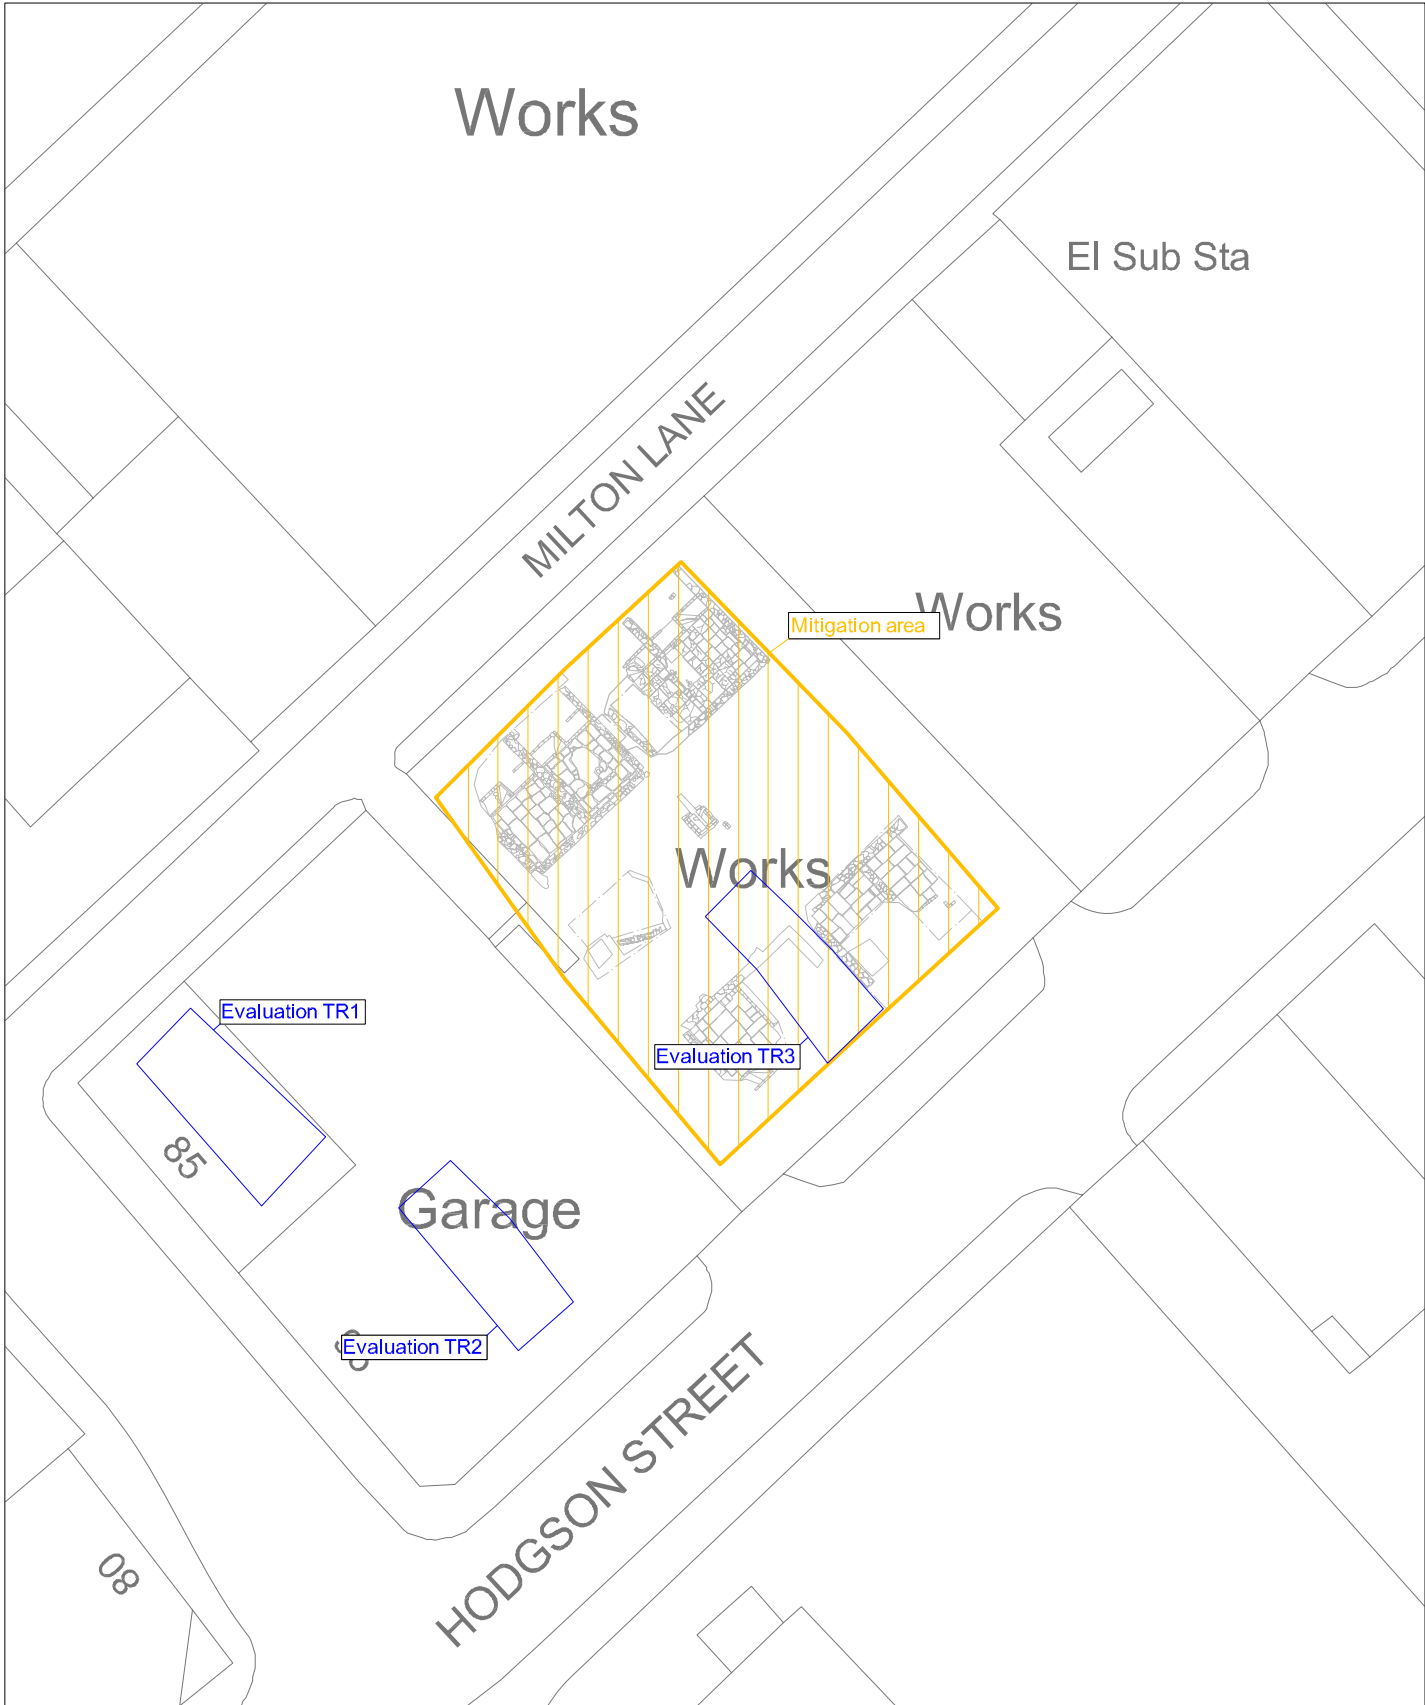 Works
El Sub Sta
MILTON LANE
Works
Mitigation area
Works
Evaluation TR1
Evaluation TR3
85
Garage
Evaluation TR2
HODGSON STREET
80